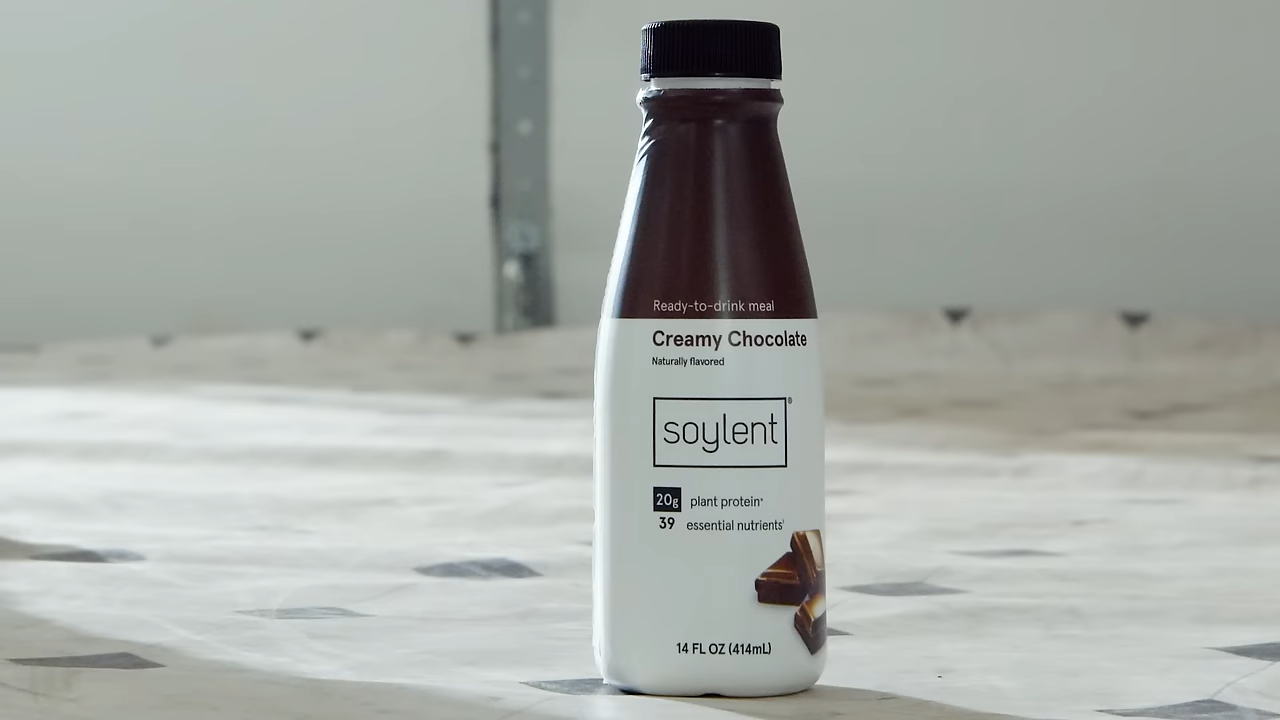 Ready-to-drink meal
Creamy Chocolate
Naturally flavored
soylent®
20g plant protein*
39 essential nutrients†
14 FL OZ (414mL)